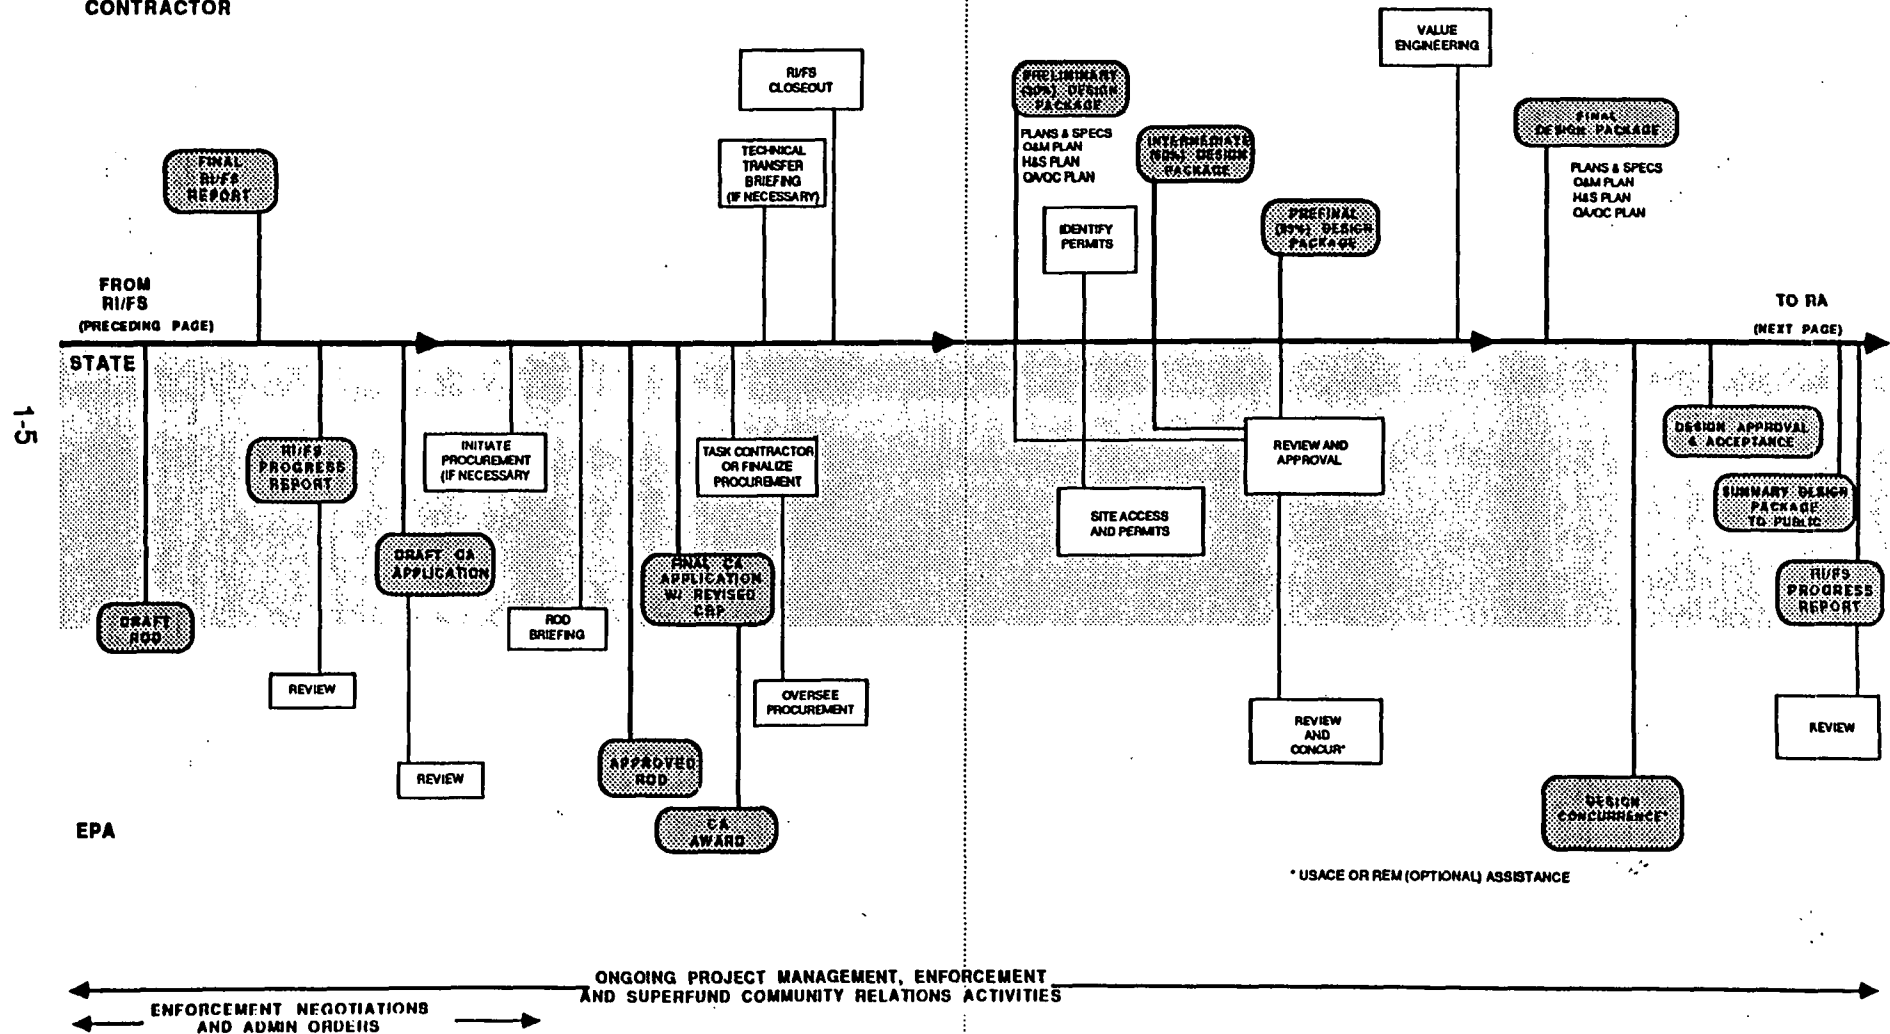 CONTRACTOR
FINAL
RI/FS
REPORT
RI/FS
CLOSEOUT
TECHNICAL
TRANSFER
BRIEFING
(IF NECESSARY)
PRELIMINARY
(30%) DESIGN
PACKAGE
PLANS & SPECS
O&M PLAN
H&S PLAN
QA/QC PLAN
INTERMEDIATE
(60%) DESIGN
PACKAGE
IDENTIFY
PERMITS
PREFINAL
DESIGN
PACKAGE
VALUE
ENGINEERING
FINAL
DESIGN PACKAGE
PLANS & SPECS
O&M PLAN
H&S PLAN
QA/QC PLAN
FROM
RI/FS
(PRECEDING PAGE)
TO RA
(NEXT PAGE)
STATE
1-5
DRAFT
ROD
RI/FS
PROGRESS
REPORT
REVIEW
DRAFT CA
APPLICATION
REVIEW
INITIATE
PROCUREMENT
(IF NECESSARY
ROD
BRIEFING
APPROVED
ROD
FINAL CA
APPLICATION
W/ REVISED
CRP
CA
AWARD
TASK CONTRACTOR
OR FINALIZE
PROCUREMENT
OVERSEE
PROCUREMENT
SITE ACCESS
AND PERMITS
REVIEW AND
APPROVAL
REVIEW
AND
CONCUR*
DESIGN
CONCURRENCE*
DESIGN APPROVAL
& ACCEPTANCE
SUMMARY DESIGN
PACKAGE
TO PUBLIC
RI/FS
PROGRESS
REPORT
REVIEW
EPA
* USACE OR REM (OPTIONAL) ASSISTANCE
ONGOING PROJECT MANAGEMENT, ENFORCEMENT
AND SUPERFUND COMMUNITY RELATIONS ACTIVITIES
ENFORCEMENT NEGOTIATIONS
AND ADMIN ORDERS